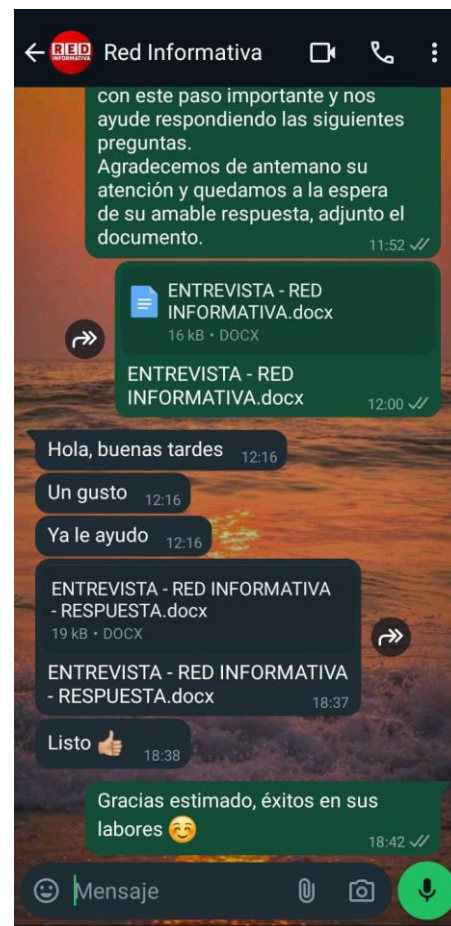 RED
INFORMATIVA
Red Informativa
con este paso importante y nos
ayude respondiendo las siguientes
preguntas.
Agradecemos de antemano su
atención y quedamos a la espera
de su amable respuesta, adjunto el
documento.
11:52
ENTREVISTA - RED
INFORMATIVA.docx
16 kB • DOCX
ENTREVISTA - RED
INFORMATIVA.docx
12:00
Hola, buenas tardes 12:16
Un gusto 12:16
Ya le ayudo 12:16
ENTREVISTA - RED INFORMATIVA
- RESPUESTA.docx
19 kB • DOCX
ENTREVISTA - RED INFORMATIVA
- RESPUESTA.docx
18:37
Listo 👍🏼 18:38
Gracias estimado, éxitos en sus
labores ☺️
18:42
Mensaje